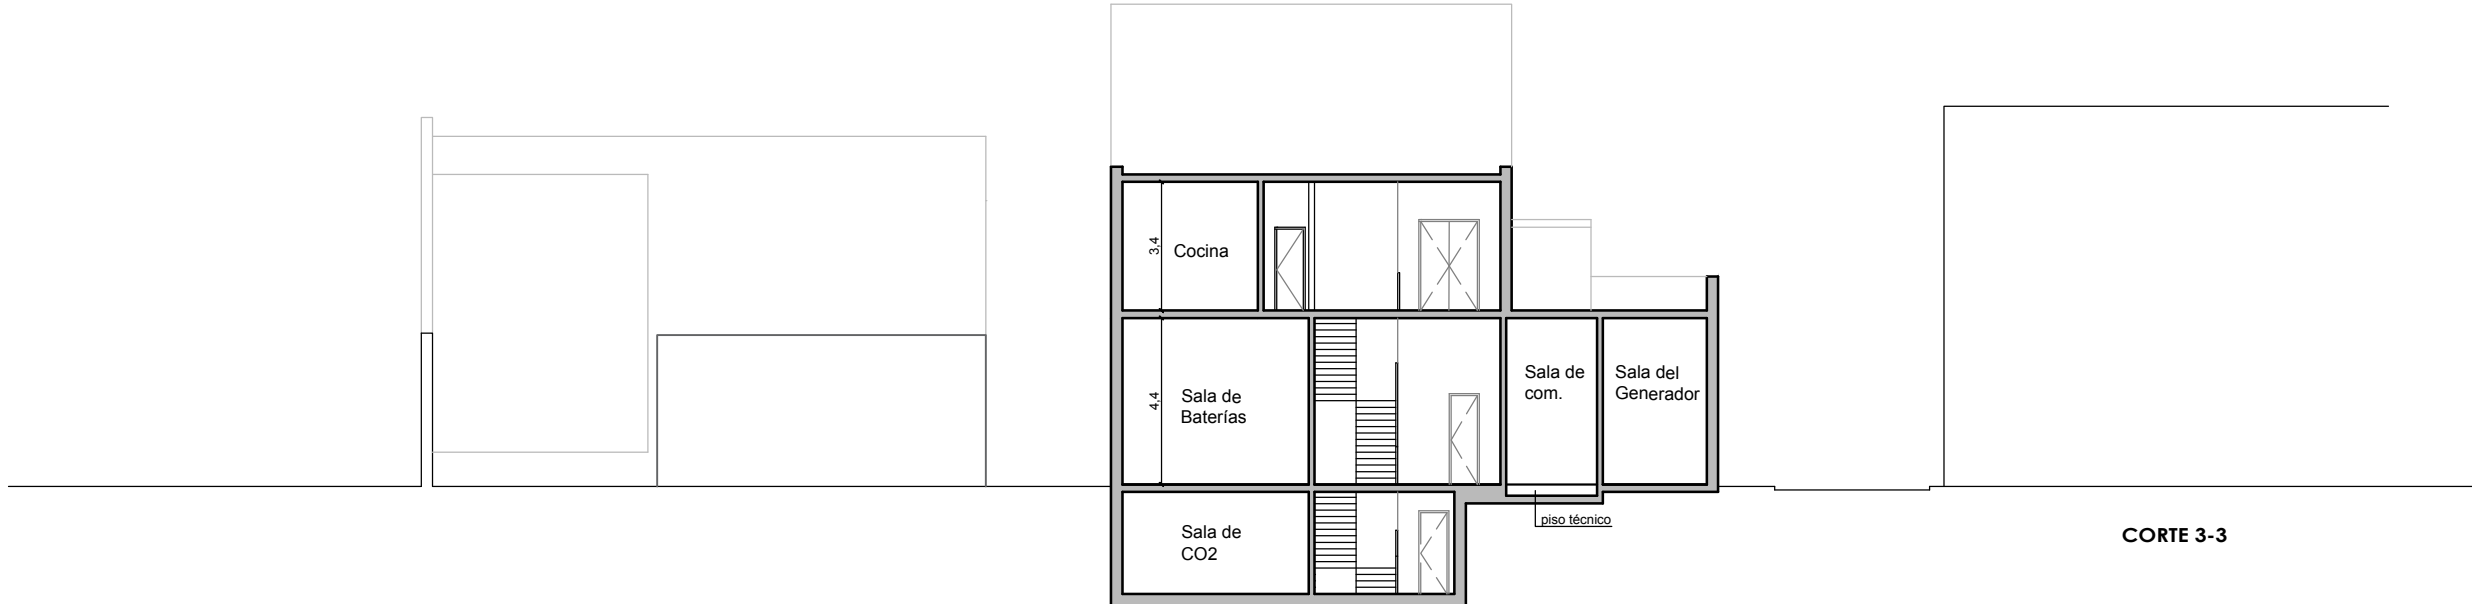 3,4
Cocina
4,4
Sala de
Baterías
Sala de
com.
Sala del
Generador
piso técnico
Sala de
CO2
CORTE 3-3